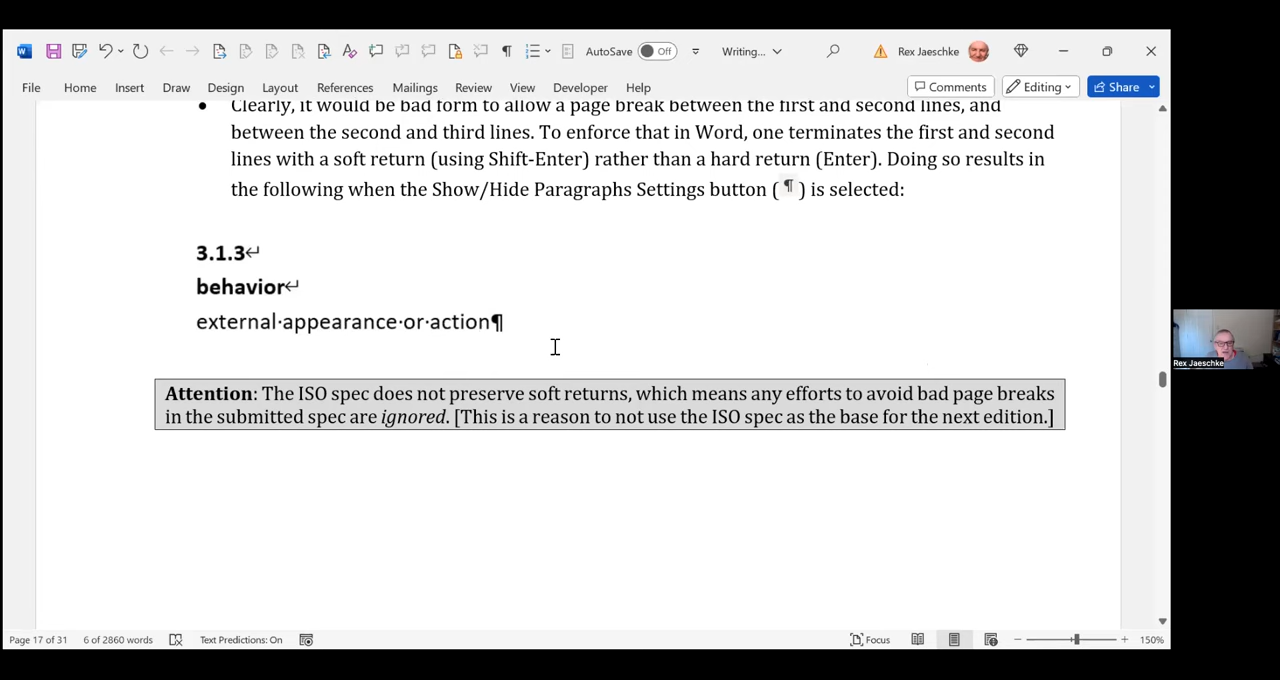 AutoSave Off Writing... Rex Jaeschke
File Home Insert Draw Design Layout References Mailings Review View Developer Help Comments Editing Share
● Clearly, it would be bad form to allow a page break between the first and second lines, and
between the second and third lines. To enforce that in Word, one terminates the first and second
lines with a soft return (using Shift-Enter) rather than a hard return (Enter). Doing so results in
the following when the Show/Hide Paragraphs Settings button ( ¶ ) is selected:
3.1.3↵
behavior↵
external·appearance·or·action¶
Rex Jaeschke
Attention: The ISO spec does not preserve soft returns, which means any efforts to avoid bad page breaks
in the submitted spec are ignored. [This is a reason to not use the ISO spec as the base for the next edition.]
Page 17 of 31 6 of 2860 words Text Predictions: On Focus 150%